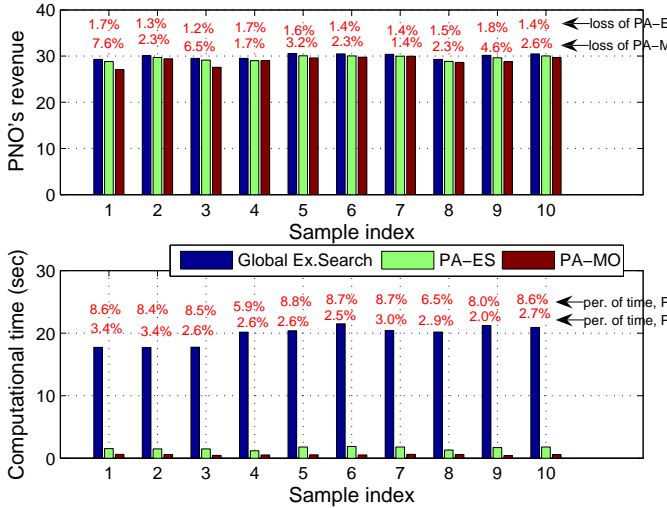 PNO's revenue
40
30
20
10
0
1.7% 1.3% 1.2% 1.7% 1.6% 1.4% 1.4% 1.5% 1.8% 1.4% loss of PA−E
7.6% 2.3% 6.5% 1.7% 3.2% 2.3% 1.4% 2.3% 4.6% 2.6% loss of PA−M
1 2 3 4 5 6 7 8 9 10
Sample index
Global Ex.Search PA−ES PA−MO
Computational time (sec)
30
20
10
0
8.6% 8.4% 8.5% 5.9% 8.8% 8.7% 8.7% 6.5% 8.0% 8.6% per. of time, P
3.4% 3.4% 2.6% 2.6% 2.6% 2.5% 3.0% 2..9% 2.0% 2.7% per. of time, P
1 2 3 4 5 6 7 8 9 10
Sample index